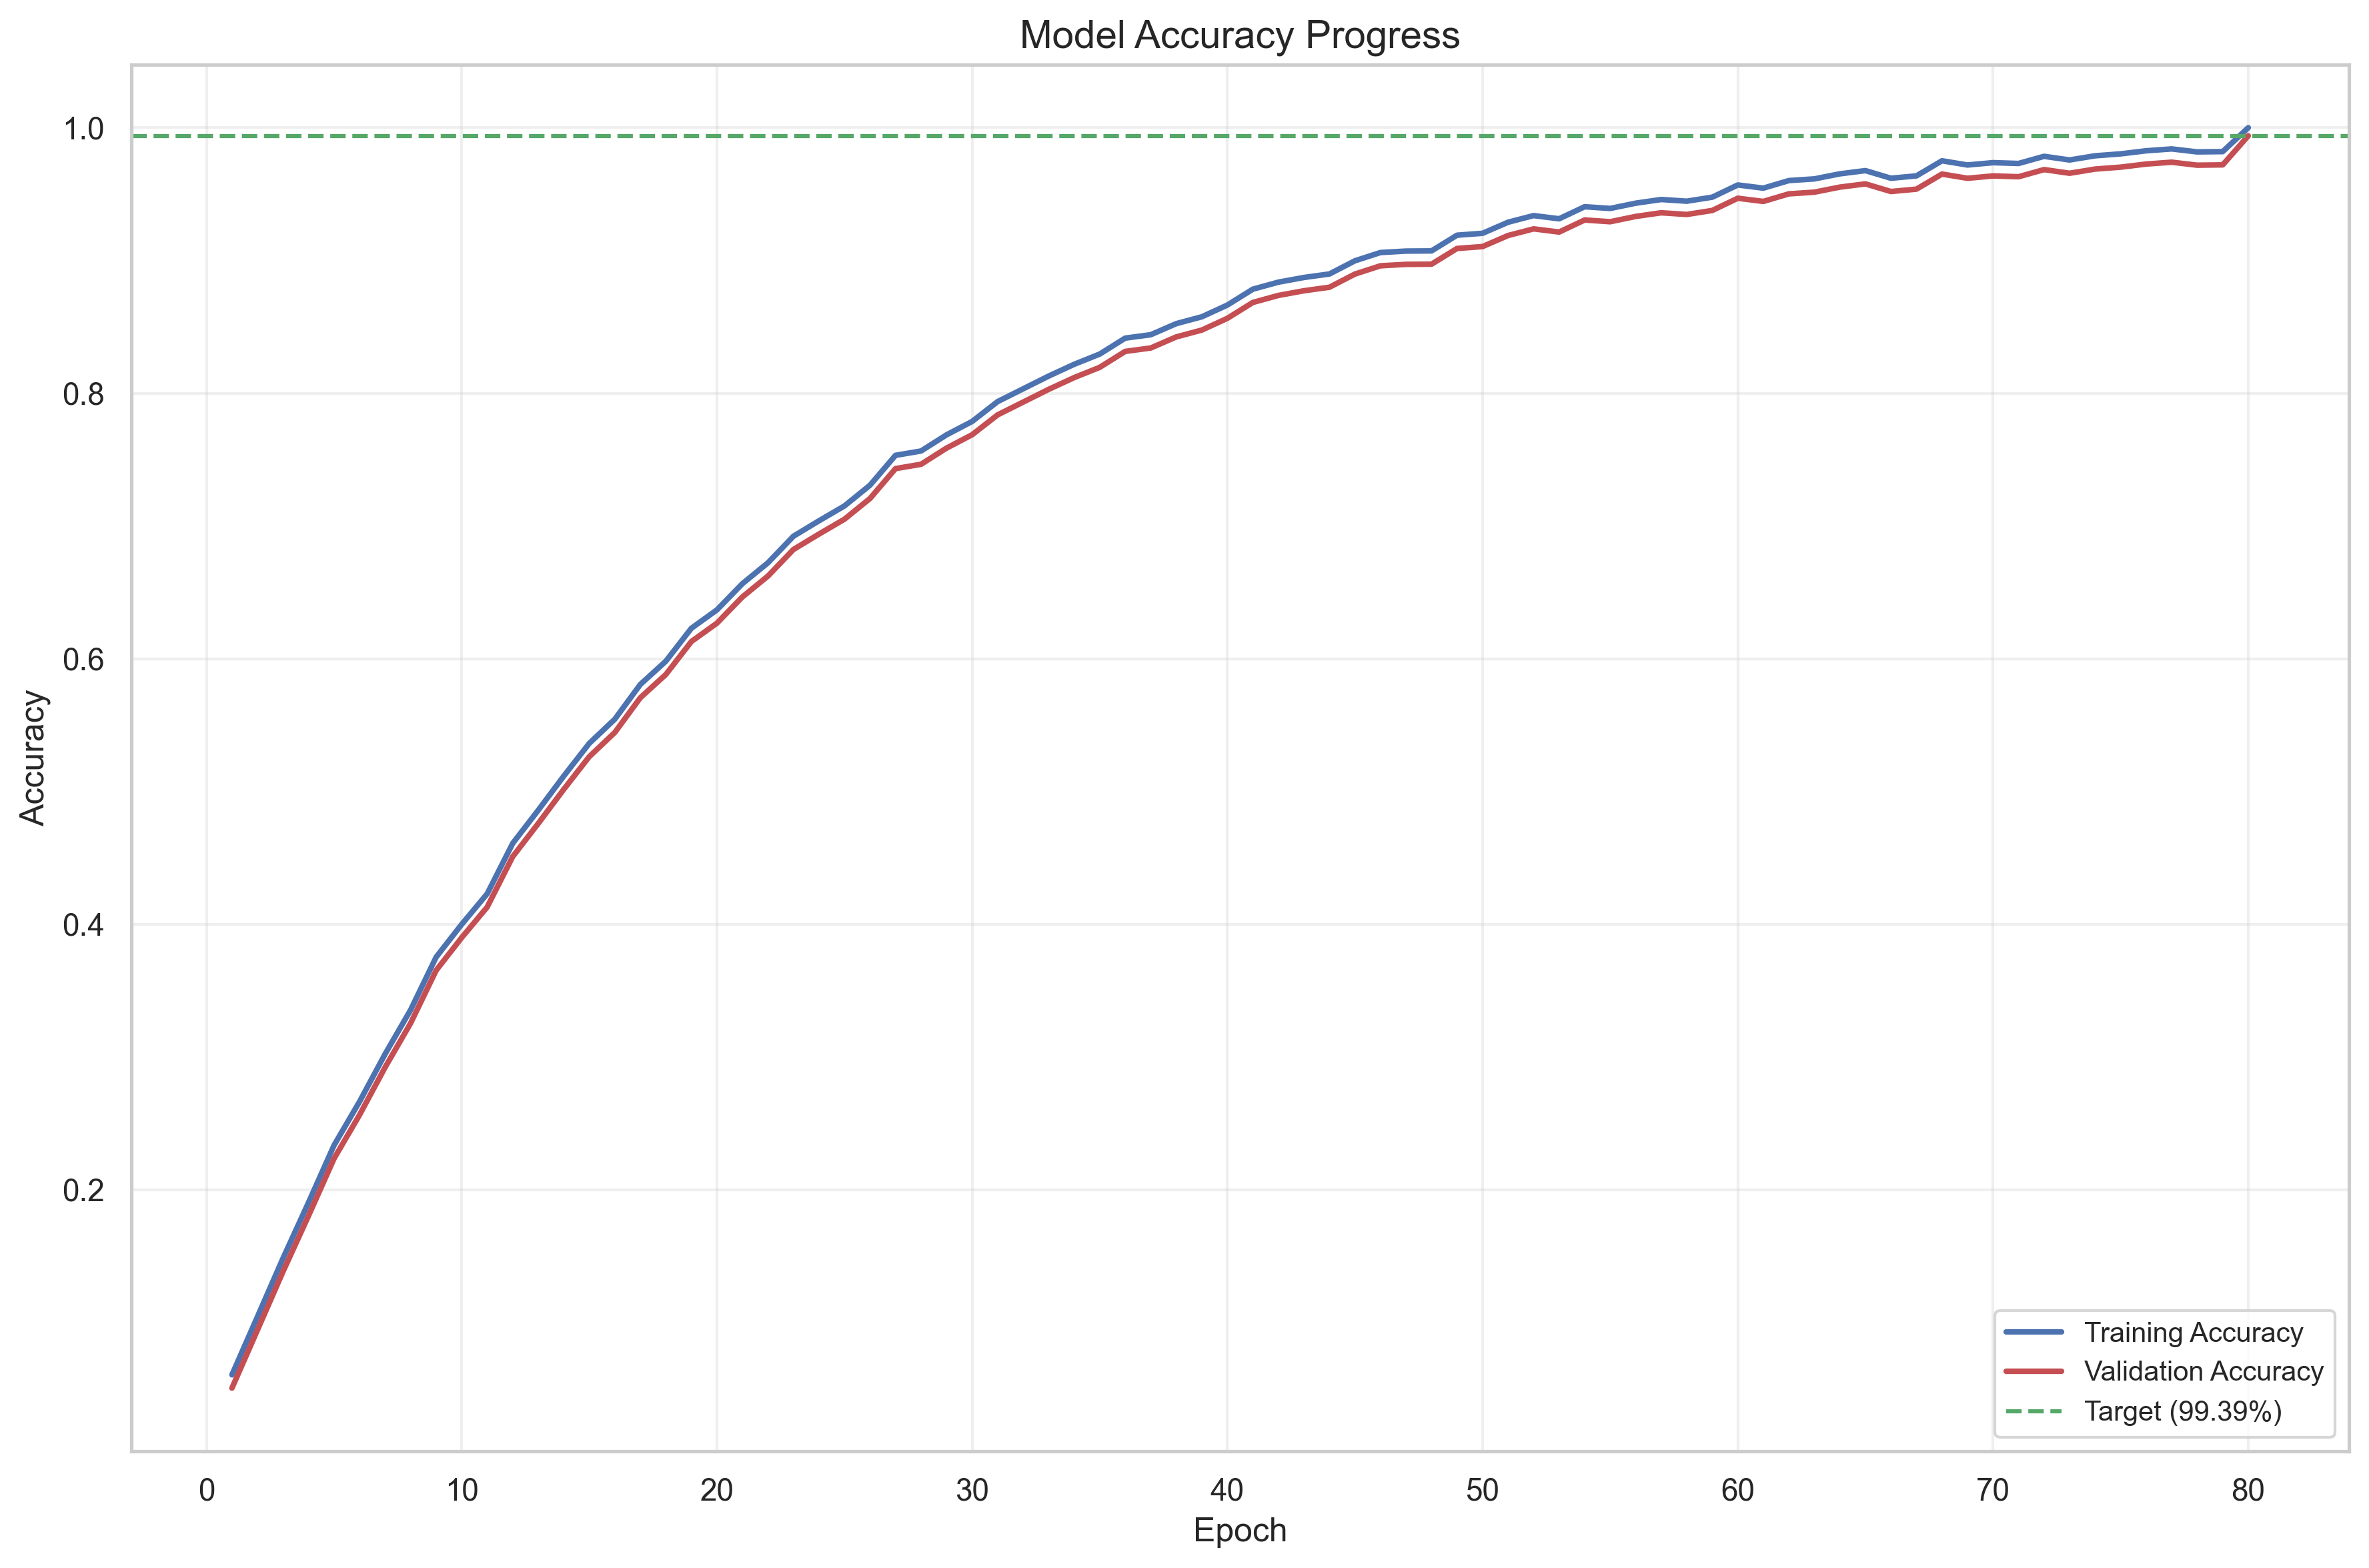 Model Accuracy Progress
1.0
0.8
0.6
0.4
0.2
Accuracy
0 10 20 30 40 50 60 70 80
Epoch
Training Accuracy
Validation Accuracy
Target (99.39%)